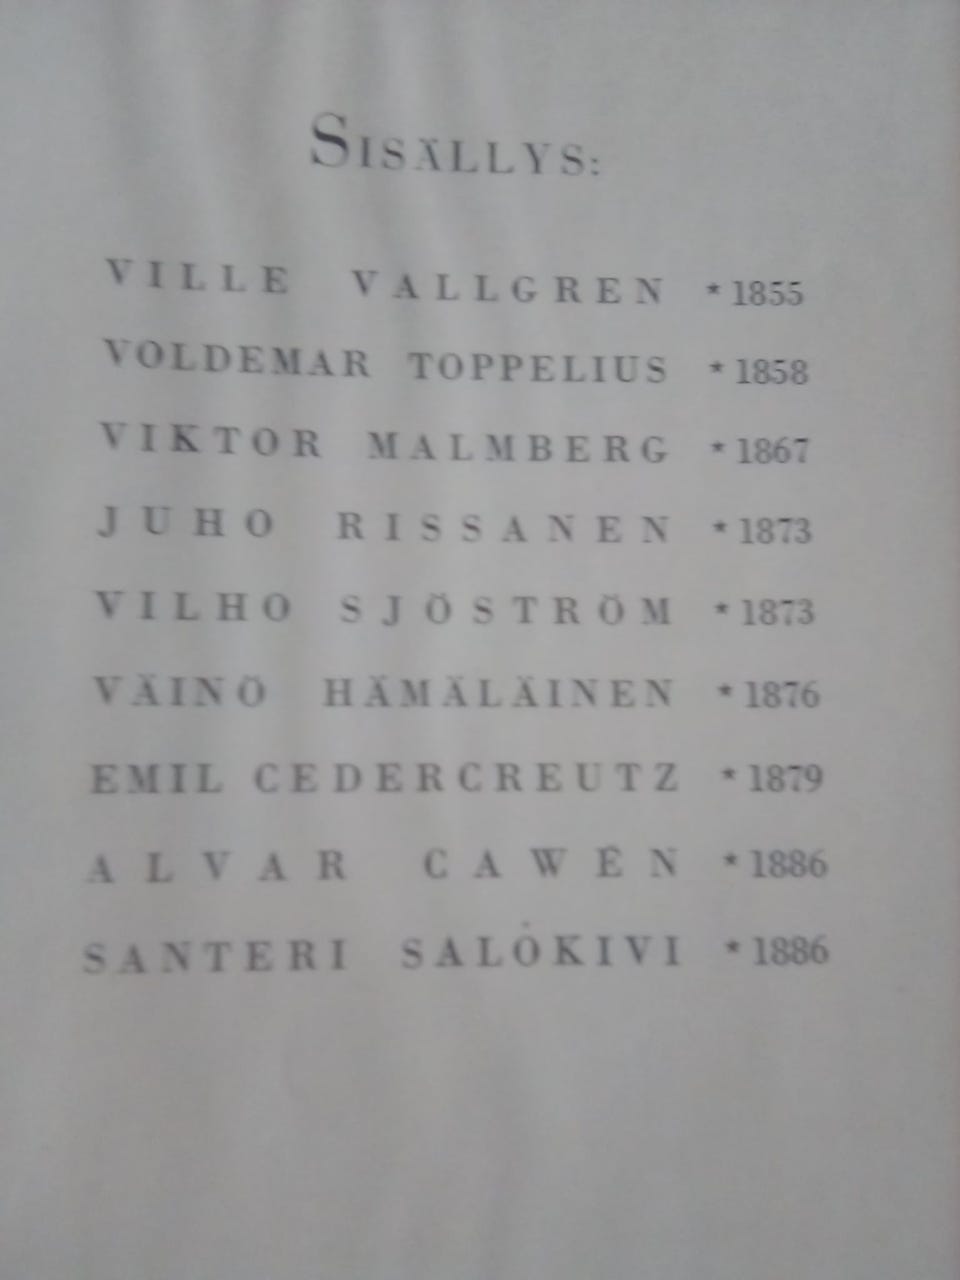 SISÄLLYS:
VILLE VALLGREN * 1855
VOLDEMAR TOPPELIUS * 1858
VIKTOR MALMBERG * 1867
JUHO RISSANEN * 1873
VILHO SJÖSTRÖM * 1873
VÄINÖ HÄMÄLÄINEN * 1876
EMIL CEDERCREUTZ * 1879
ALVAR CAWÉN * 1886
SANTERI SALOKIVI * 1886